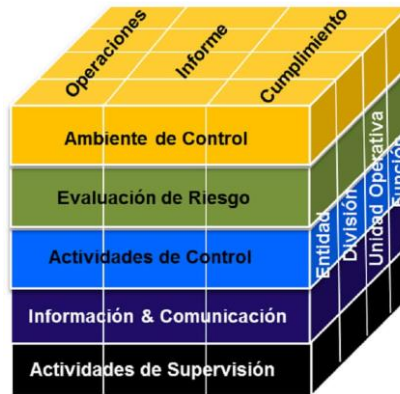 Operaciones
Informe
Cumplimiento
Ambiente de Control
Evaluación de Riesgo
Actividades de Control
Información & Comunicación
Actividades de Supervisión
Entidad
División
Unidad Operativa
Función